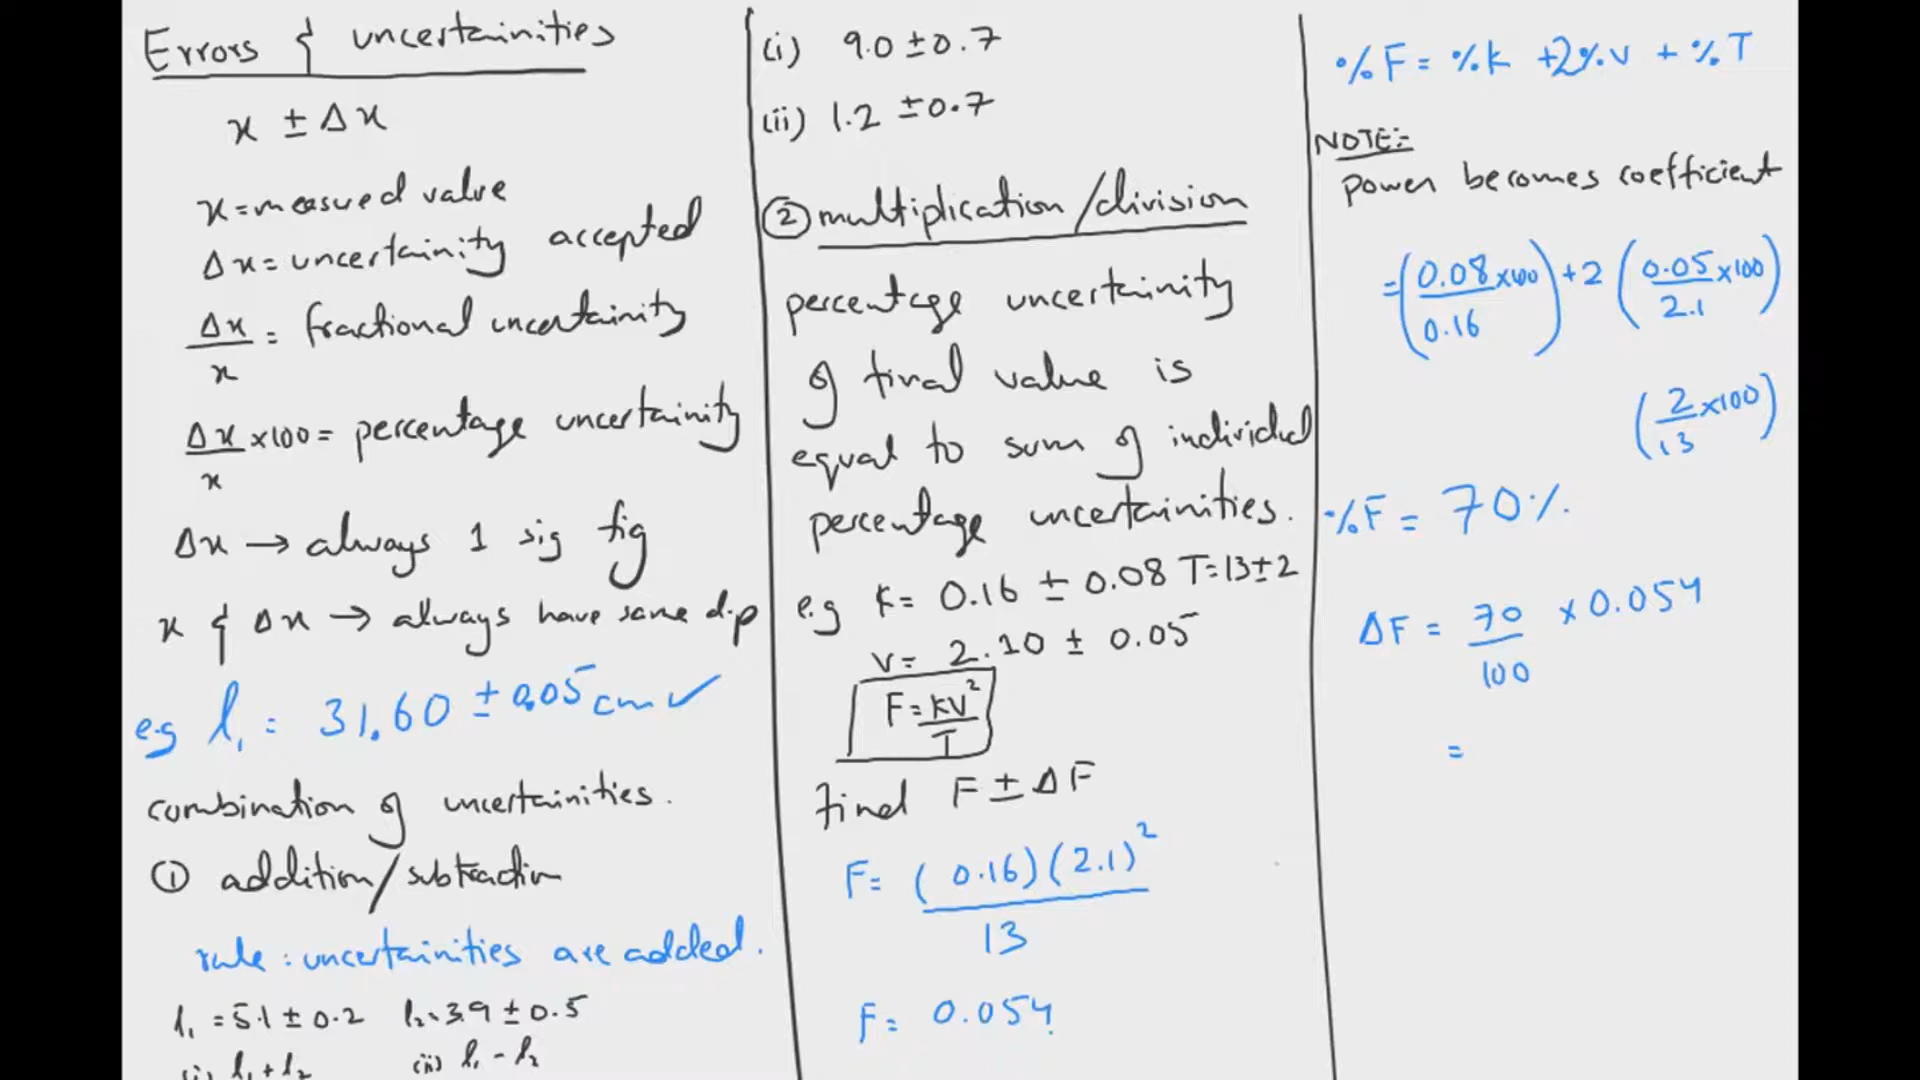 Errors & uncertainities
x ± Δx
x = measured value
Δx = uncertainity accepted
Δx/x = fractional uncertainity
Δx/x ×100 = percentage uncertainity
Δx → always 1 sig fig
x & Δx → always have same d.p
e.g l₁ = 31.60 ± 0.05 cm ✓
combination of uncertainities.
① addition/subtraction
rule : uncertainities are added.
l₁ = 5.1 ± 0.2 l₂ = 3.9 ± 0.5
(i) l₁ + l₂ (ii) l₁ - l₂
(i) 9.0 ± 0.7
(ii) 1.2 ± 0.7
② multiplication/division
percentage uncertainity
of final value is
equal to sum of individual
percentage uncertainities.
e.g K = 0.16 ± 0.08 T = 13 ± 2
v = 2.10 ± 0.05
F = KV²/T
find F ± ΔF
F = (0.16)(2.1)²/13
F = 0.054
%F = %K + 2%v + %T
NOTE:-
power becomes coefficient
= (0.08/0.16 ×100) + 2 (0.05/2.1 ×100)
(2/13 ×100)
%F = 70%
ΔF = 70/100 × 0.054
=